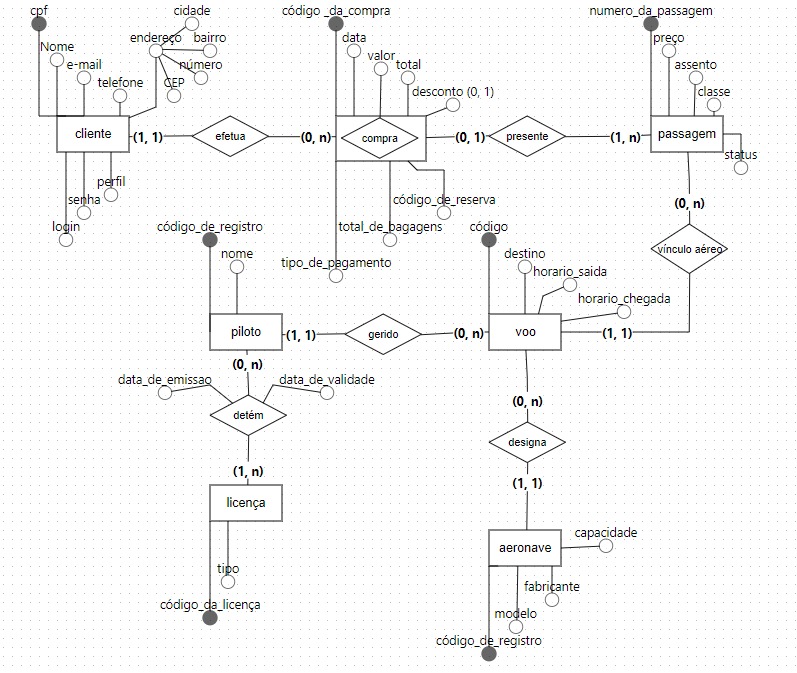 cpf
Nome
e-mail
telefone
endereço
cidade
bairro
número
CEP
cliente
perfil
senha
login
(1, 1)
efetua
(0, n)
código _da_compra
data
valor
total
desconto (0, 1)
compra
código_de_reserva
total_de_bagagens
tipo_de_pagamento
(0, 1)
presente
(1, n)
numero_da_passagem
preço
assento
classe
passagem
status
(0, n)
vínculo aéreo
(1, 1)
código_de_registro
nome
piloto
(1, 1)
gerido
(0, n)
código
destino
horario_saida
horario_chegada
voo
(0, n)
data_de_emissao
data_de_validade
detém
(1, n)
licença
tipo
código_da_licença
(0, n)
designa
(1, 1)
aeronave
capacidade
fabricante
modelo
código_de_registro